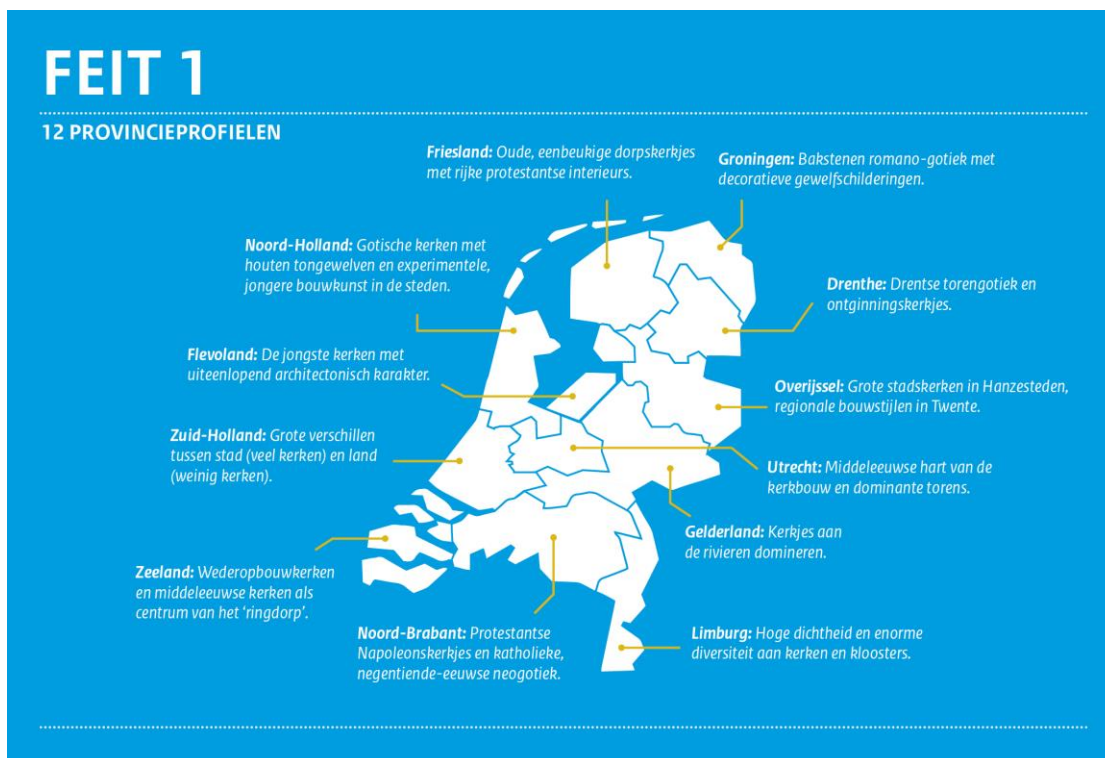 FEIT 1
12 PROVINCIEPROFIELEN
Friesland: Oude, eenbeukige dorpskerkjes
met rijke protestantse interieurs.
Groningen: Bakstenen romano-gotiek met
decoratieve gewelfschilderingen.
Noord-Holland: Gotische kerken met
houten tongewelven en experimentele,
jongere bouwkunst in de steden.
Drenthe: Drentse torengotiek en
ontginningskerkjes.
Flevoland: De jongste kerken met
uiteenlopend architectonisch karakter.
Overijssel: Grote stadskerken in Hanzesteden,
regionale bouwstijlen in Twente.
Zuid-Holland: Grote verschillen
tussen stad (veel kerken) en land
(weinig kerken).
Utrecht: Middeleeuwse hart van de
kerkbouw en dominante torens.
Gelderland: Kerkjes aan
de rivieren domineren.
Zeeland: Wederopbouwkerken
en middeleeuwse kerken als
centrum van het ‘ringdorp’.
Noord-Brabant: Protestantse
Napoleonskerkjes en katholieke,
negentiende-eeuwse neogotiek.
Limburg: Hoge dichtheid en enorme
diversiteit aan kerken en kloosters.